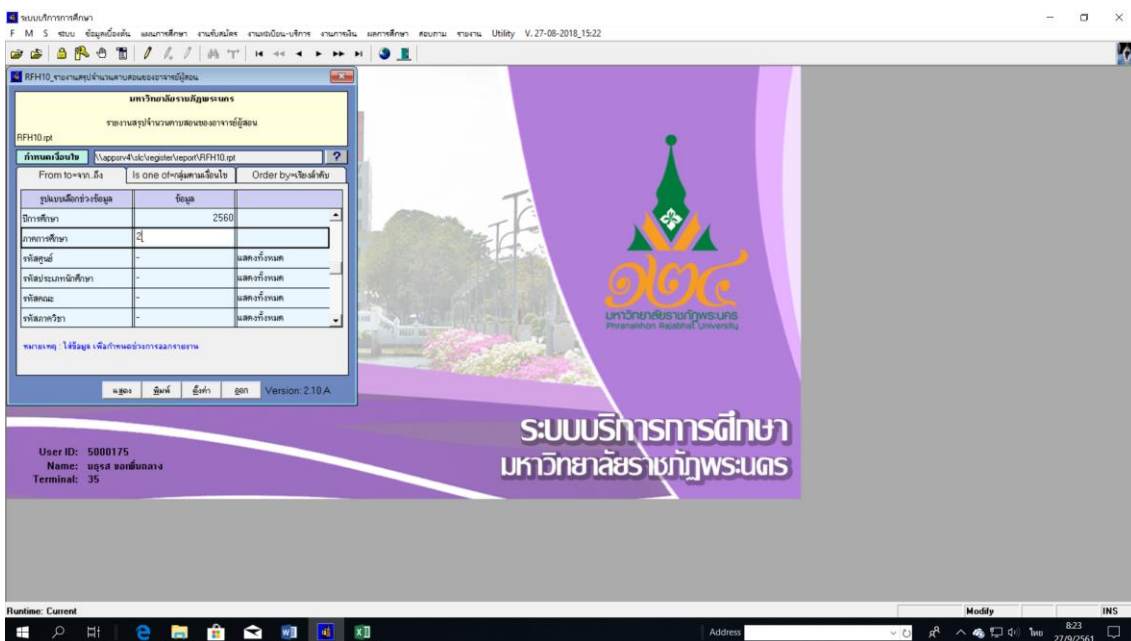 ระบบบริการการศึกษา
F M S ระบบ ข้อมูลเบื้องต้น แผนการศึกษา งานรับสมัคร งานทะเบียน-บริการ งานการเงิน ผลการศึกษา สอบถาม รายงาน Utility V. 27-08-2018_15:22
RFH10_รายงานสรุปจำนวนคาบสอนของอาจารย์ผู้สอน
มหาวิทยาลัยราชภัฏพระนคร
รายงานสรุปจำนวนคาบสอนของอาจารย์ผู้สอน
RFH10.rpt
กำหนดเงื่อนไข \\appsrv4\slc\register\report\RFH10.rpt ?
From to=จาก..ถึง Is one of=กลุ่มตามเงื่อนไข Order by=เรียงลำดับ
รูปแบบเลือกช่วงข้อมูล ข้อมูล
ปีการศึกษา 2560
ภาคการศึกษา 2
รหัสศูนย์ - แสดงทั้งหมด
รหัสประเภทนักศึกษา - แสดงทั้งหมด
รหัสคณะ - แสดงทั้งหมด
รหัสภาควิชา - แสดงทั้งหมด
หมายเหตุ : ใส่ข้อมูล เพื่อกำหนดช่วงการออกรายงาน
แสดง พิมพ์ ตั้งค่า ออก Version: 2.10.A
๑๒๔
มหาวิทยาลัยราชภัฏพระนคร
Phranakhon Rajabhat University
ระบบบริการการศึกษา
มหาวิทยาลัยราชภัฏพระนคร
User ID: 5000175
Name:
Terminal: 35
Runtime: Current Modify INS
Address ไทย 8:23
27/9/2561